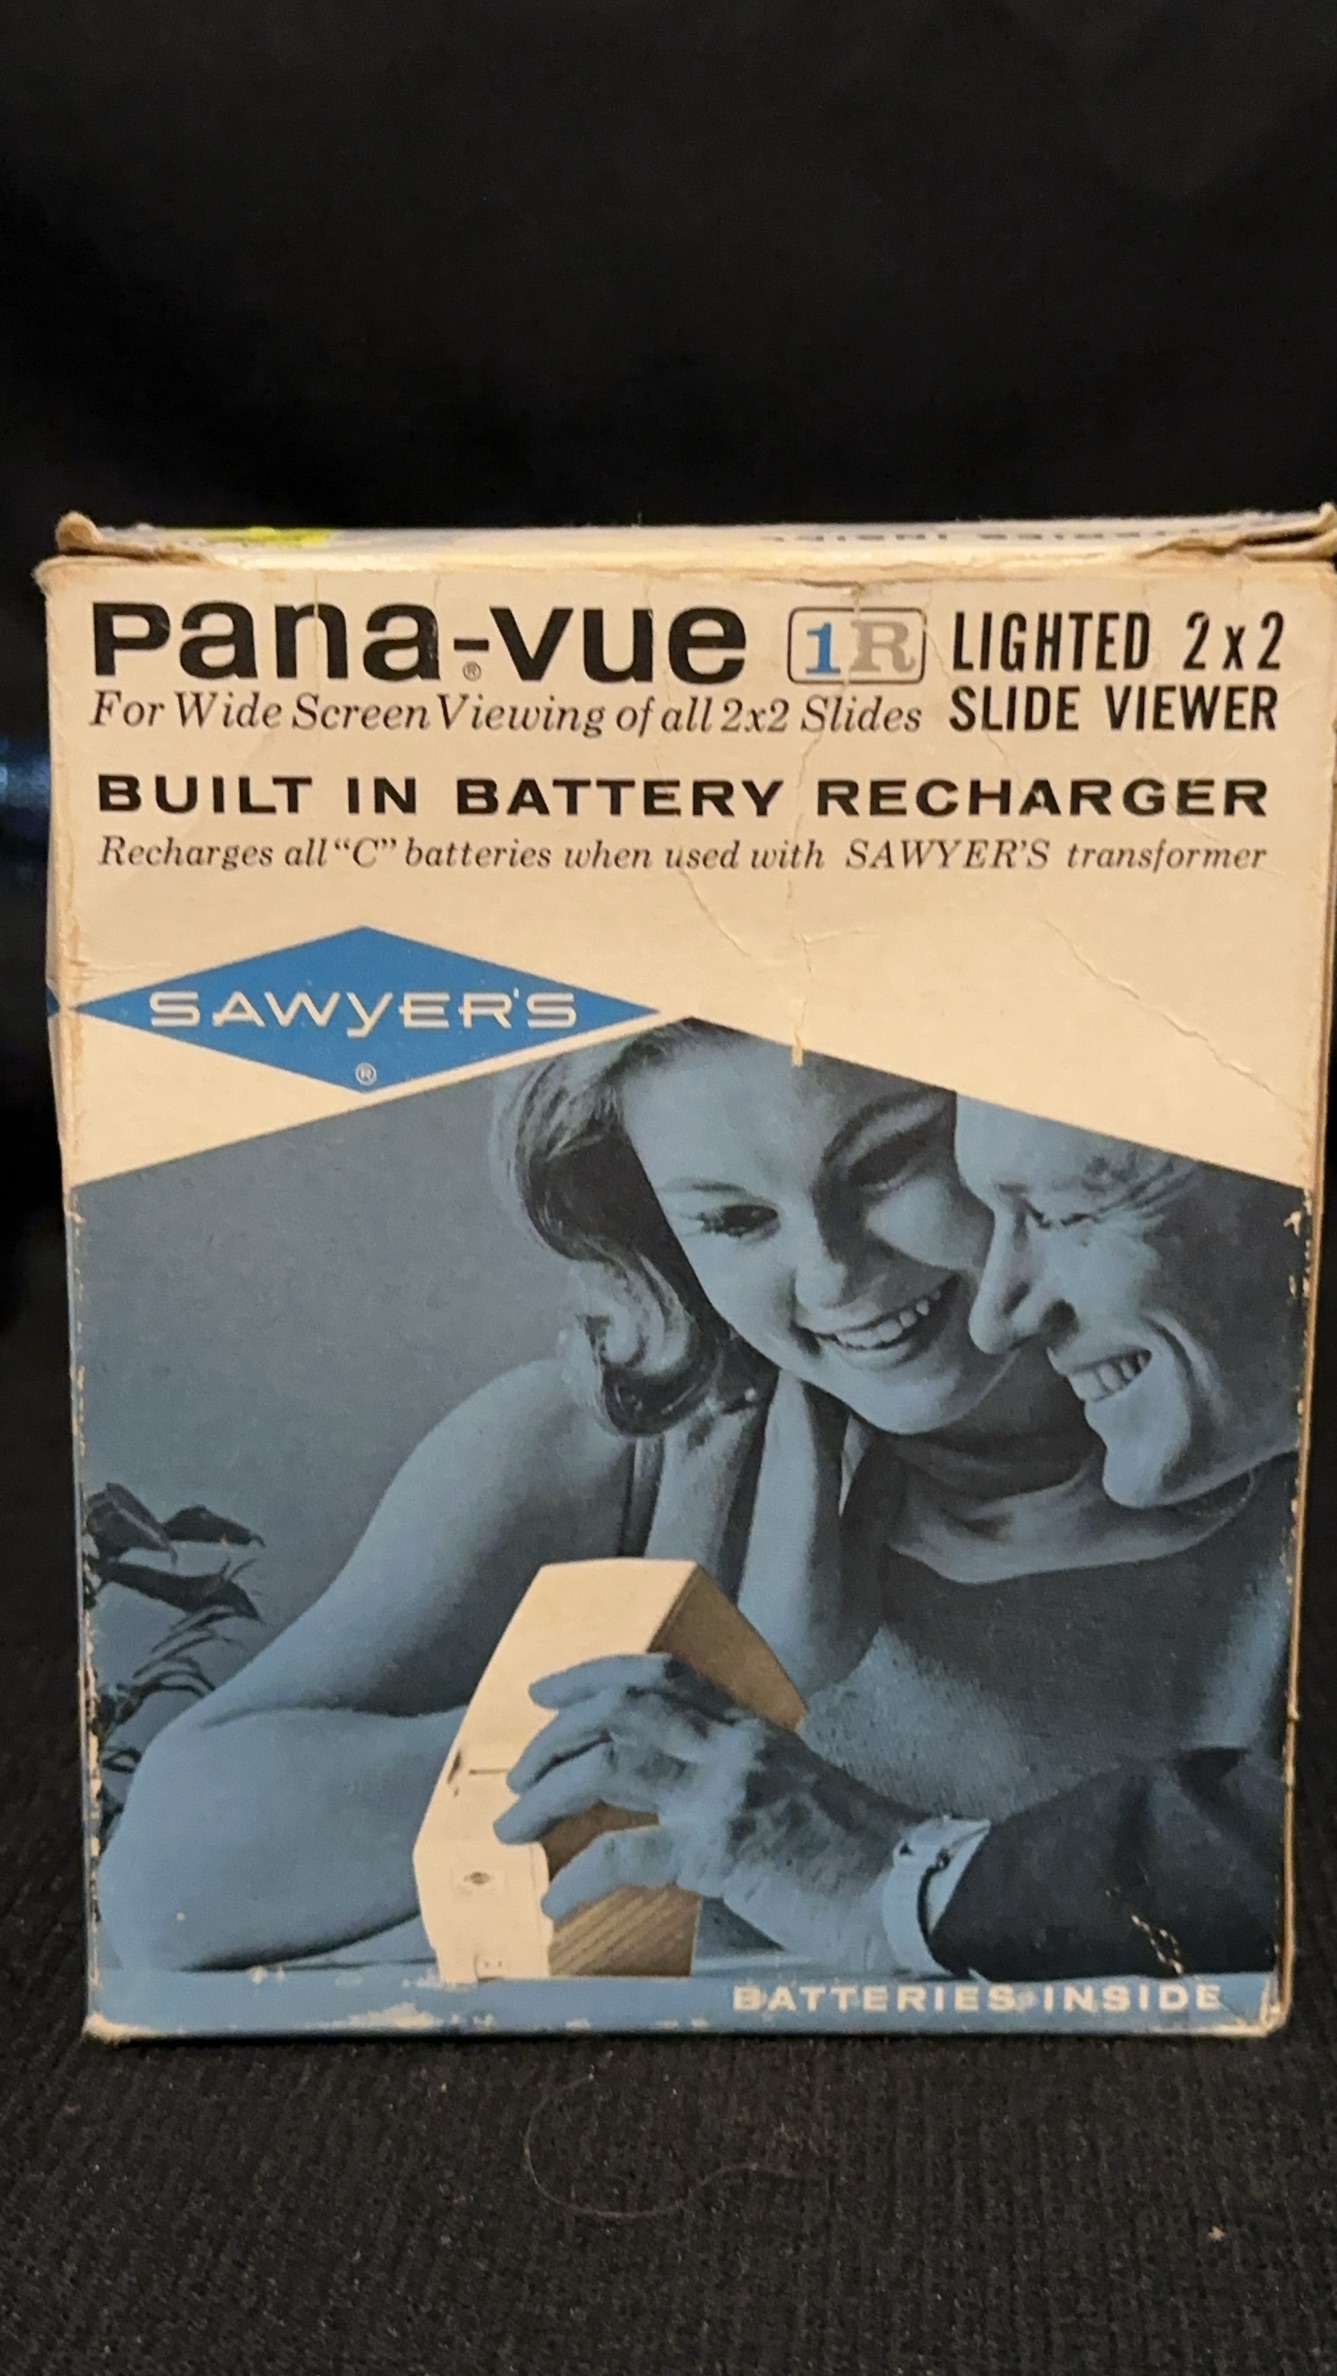 Pana-Vue® 1R LIGHTED 2x2
For Wide Screen Viewing of all 2x2 Slides SLIDE VIEWER
BUILT IN BATTERY RECHARGER
Recharges all "C" batteries when used with SAWYER'S transformer
SAWYER'S
®
BATTERIES INSIDE